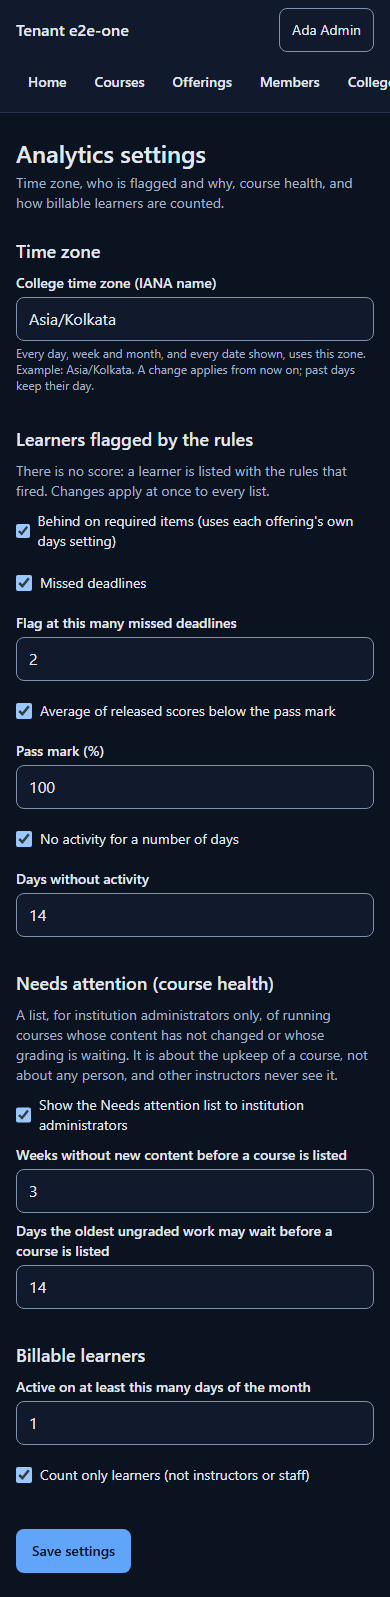 Tenant e2e-one
Ada Admin
Home Courses Offerings Members College
Analytics settings
Time zone, who is flagged and why, course health, and
how billable learners are counted.
Time zone
College time zone (IANA name)
Asia/Kolkata
Every day, week and month, and every date shown, uses this zone.
Example: Asia/Kolkata. A change applies from now on; past days
keep their day.
Learners flagged by the rules
There is no score: a learner is listed with the rules that
fired. Changes apply at once to every list.
Behind on required items (uses each offering's own
days setting)
Missed deadlines
Flag at this many missed deadlines
2
Average of released scores below the pass mark
Pass mark (%)
100
No activity for a number of days
Days without activity
14
Needs attention (course health)
A list, for institution administrators only, of running
courses whose content has not changed or whose
grading is waiting. It is about the upkeep of a course, not
about any person, and other instructors never see it.
Show the Needs attention list to institution
administrators
Weeks without new content before a course is listed
3
Days the oldest ungraded work may wait before a
course is listed
14
Billable learners
Active on at least this many days of the month
1
Count only learners (not instructors or staff)
Save settings